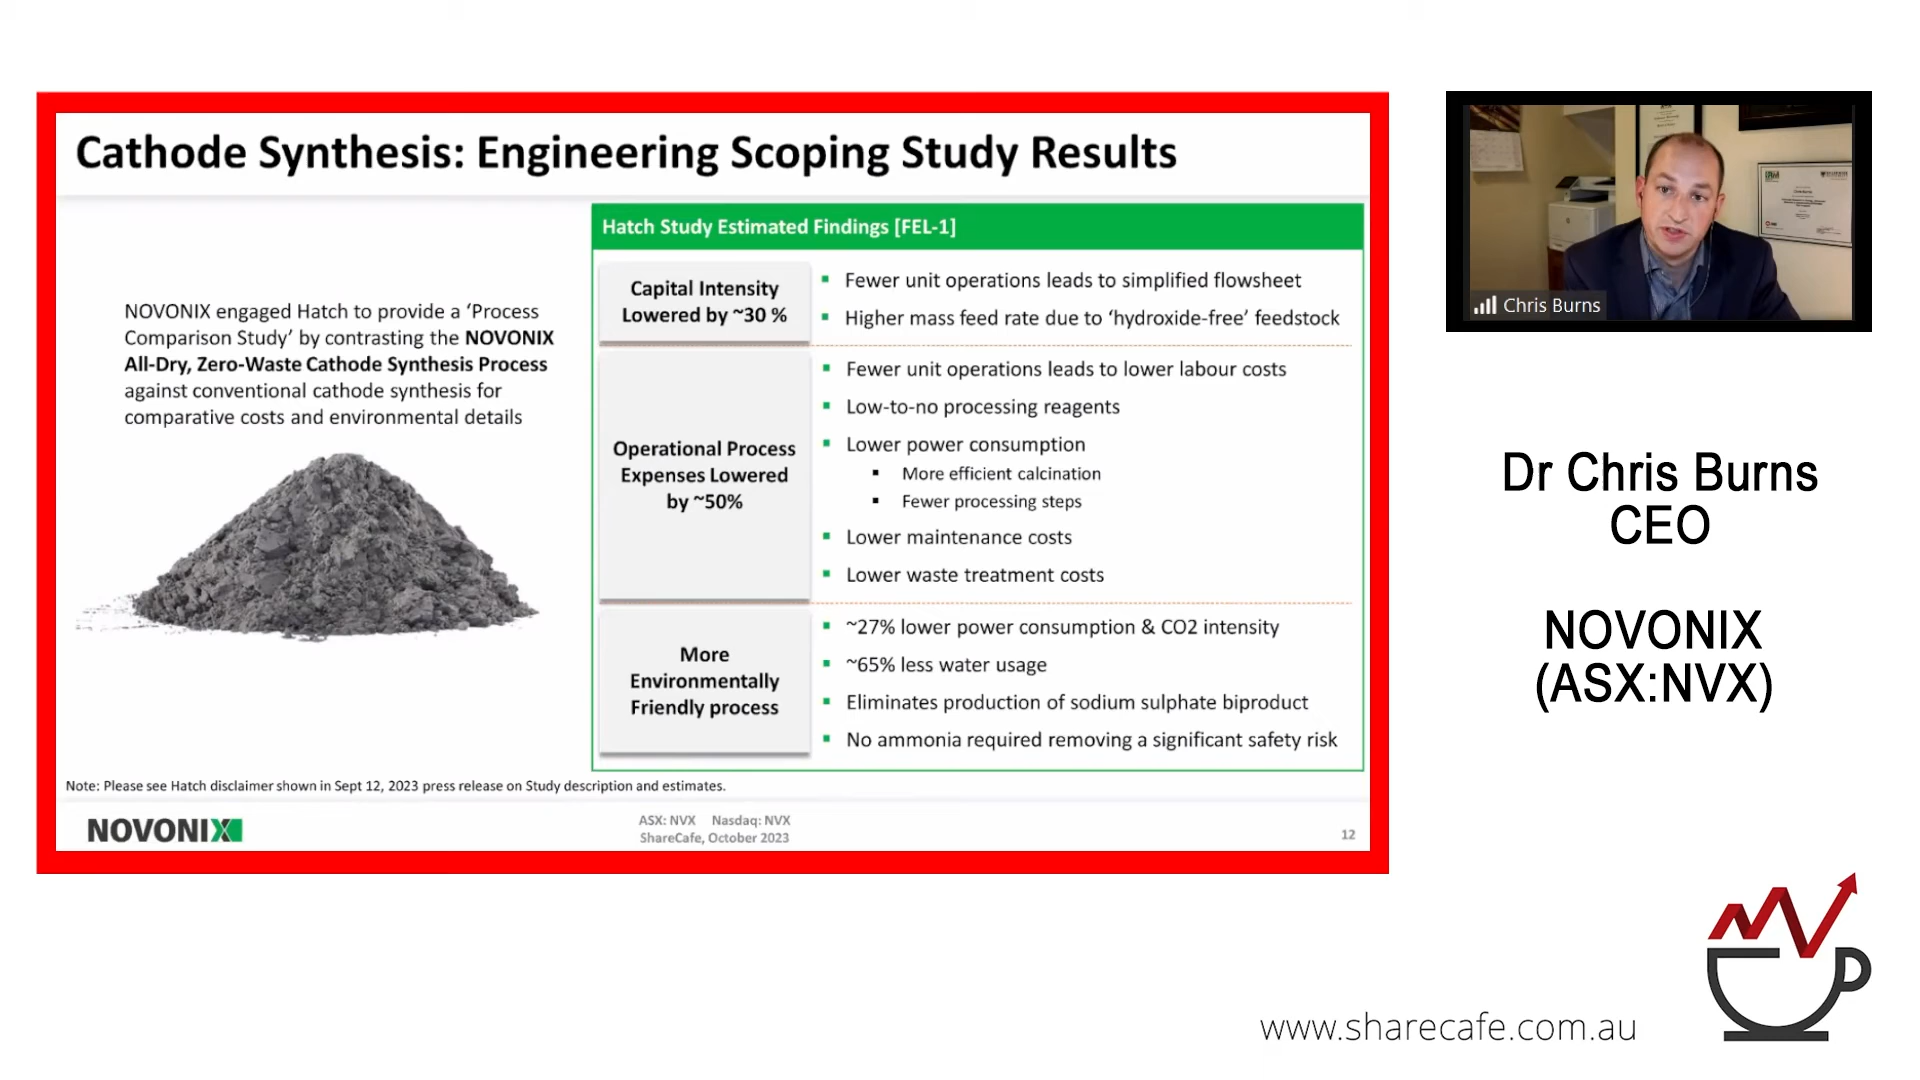 Cathode Synthesis: Engineering Scoping Study Results
NOVONIX engaged Hatch to provide a ‘Process
Comparison Study’ by contrasting the NOVONIX
All-Dry, Zero-Waste Cathode Synthesis Process
against conventional cathode synthesis for
comparative costs and environmental details
Hatch Study Estimated Findings [FEL-1]
Capital Intensity
Lowered by ~30 %
Fewer unit operations leads to simplified flowsheet
Higher mass feed rate due to ‘hydroxide-free’ feedstock
Operational Process
Expenses Lowered
by ~50%
Fewer unit operations leads to lower labour costs
Low-to-no processing reagents
Lower power consumption
More efficient calcination
Fewer processing steps
Lower maintenance costs
Lower waste treatment costs
More
Environmentally
Friendly process
~27% lower power consumption & CO2 intensity
~65% less water usage
Eliminates production of sodium sulphate biproduct
No ammonia required removing a significant safety risk
Note: Please see Hatch disclaimer shown in Sept 12, 2023 press release on Study description and estimates.
NOVONIX
ASX: NVX Nasdaq: NVX
ShareCafe, October 2023
12
Chris Burns
Dr Chris Burns
CEO
NOVONIX
(ASX:NVX)
www.sharecafe.com.au